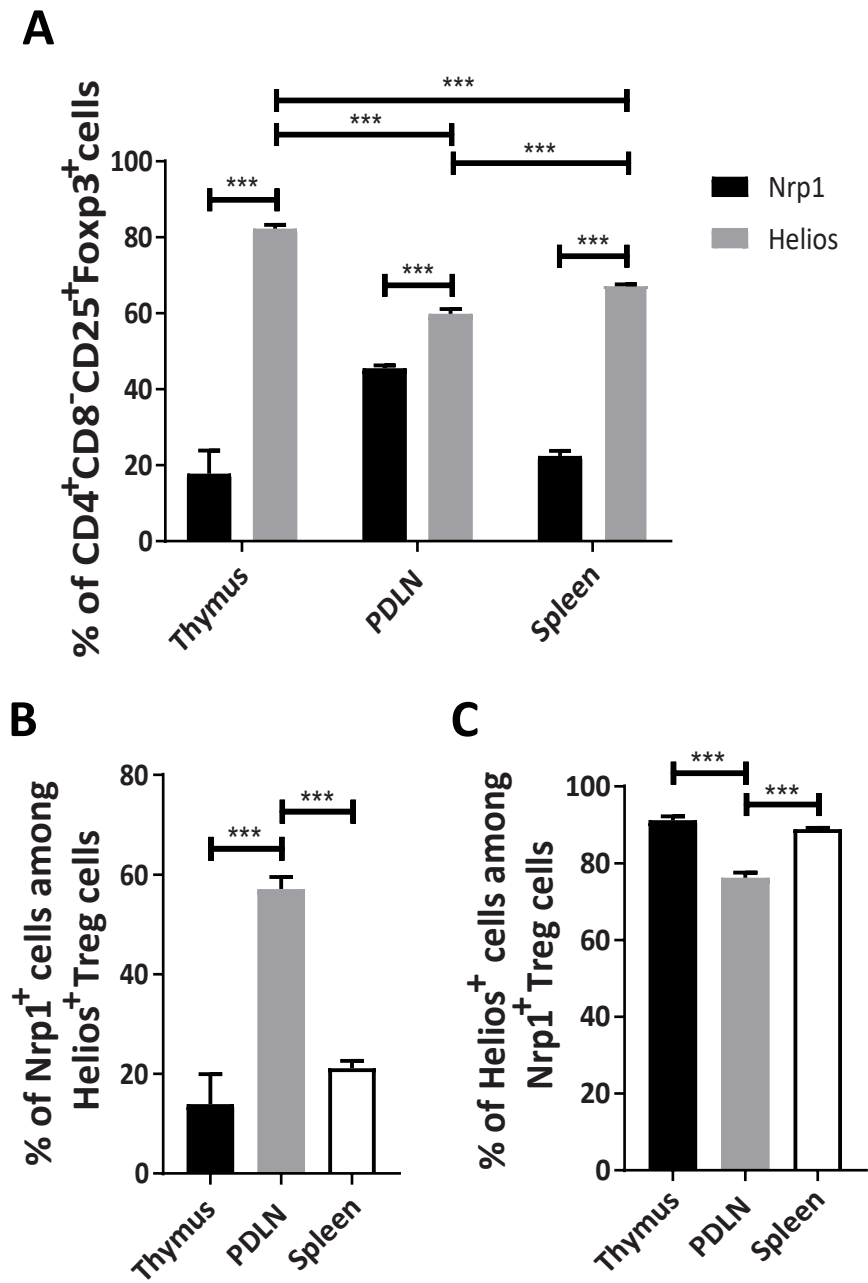 A
% of CD4⁺CD8⁻CD25⁺Foxp3⁺cells
***
***
***
***
***
***
100
80
60
40
20
0
Thymus
PDLN
Spleen
Nrp1
Helios
B
% of Nrp1⁺ cells among
Helios⁺Treg cells
***
***
80
60
40
20
0
Thymus
PDLN
Spleen
C
% of Helios⁺ cells among
Nrp1⁺Treg cells
***
***
100
80
60
40
20
0
Thymus
PDLN
Spleen